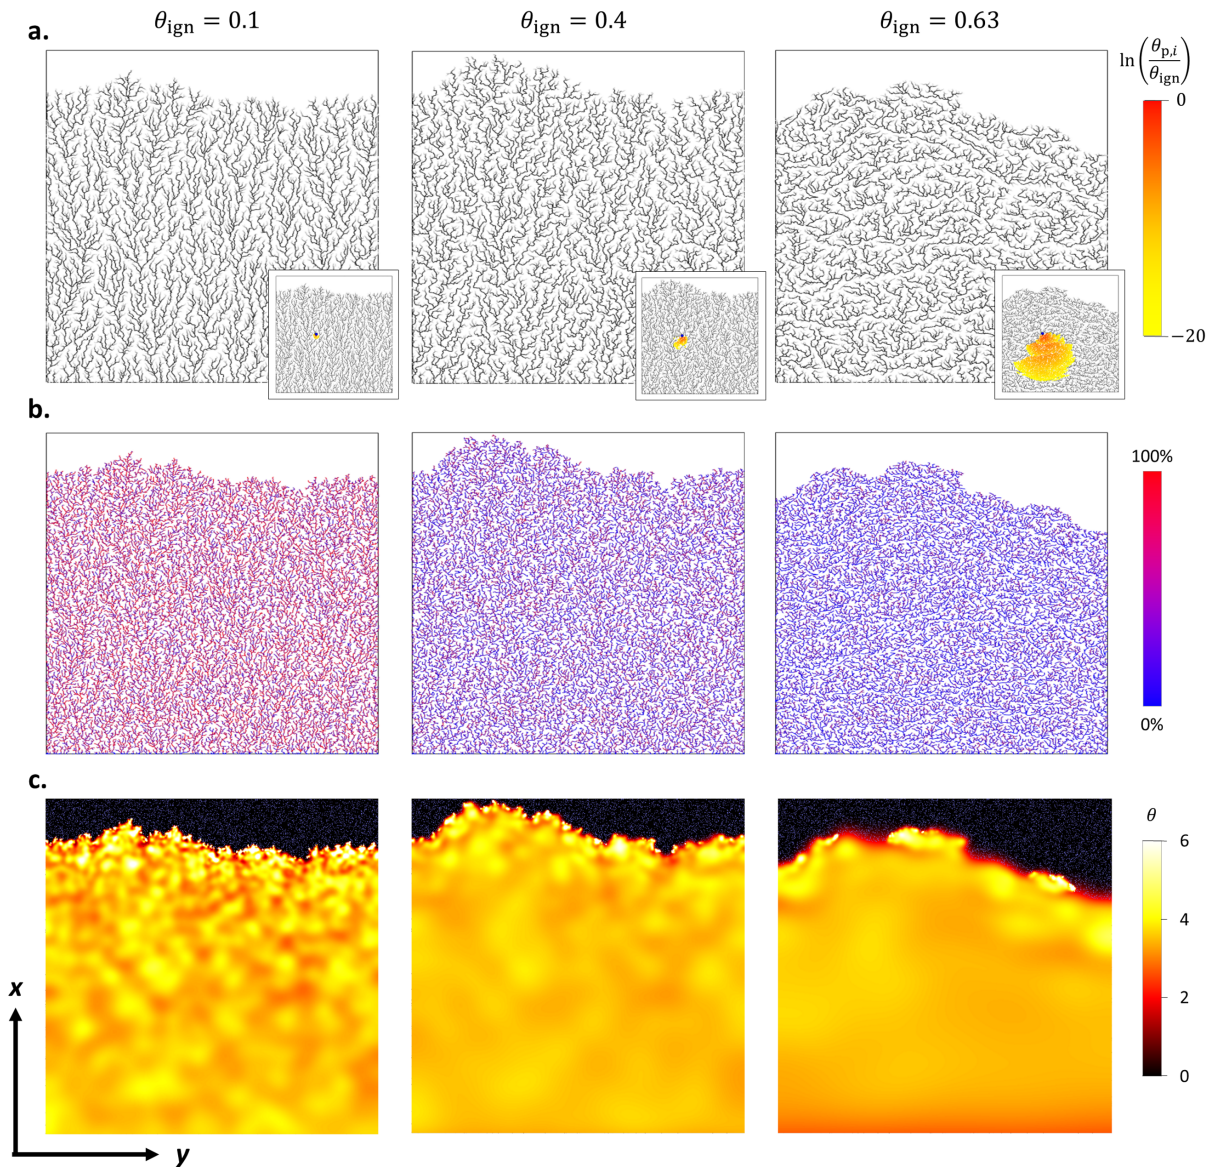 a.
θign = 0.1
θign = 0.4
θign = 0.63
ln(θp,i/θign)
0
−20
b.
100%
0%
c.
θ
6
4
2
0
x
y